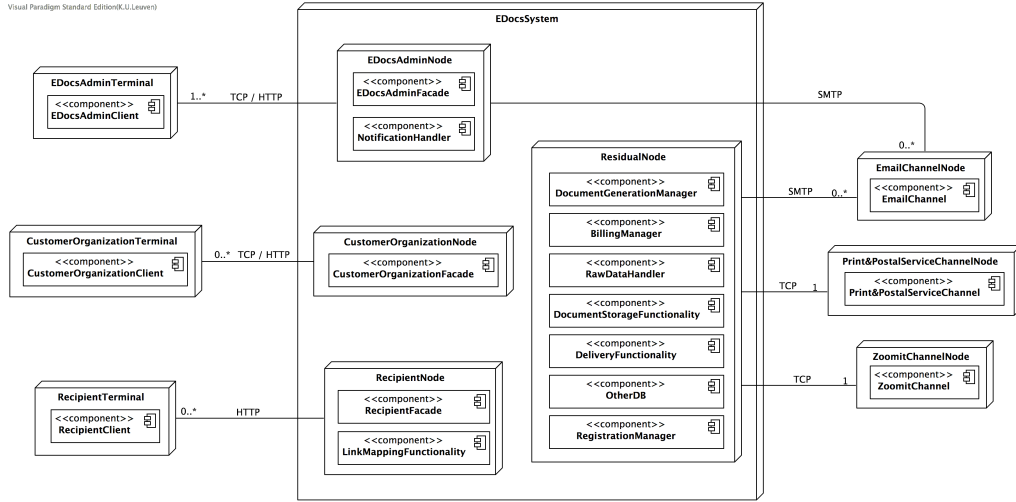 Visual Paradigm Standard Edition(K.U.Leuven)
EDocsSystem
EDocsAdminTerminal
<<component>>
EDocsAdminClient
1..*
TCP / HTTP
EDocsAdminNode
<<component>>
EDocsAdminFacade
<<component>>
NotificationHandler
SMTP
0..*
EmailChannelNode
<<component>>
EmailChannel
SMTP
0..*
ResidualNode
<<component>>
DocumentGenerationManager
<<component>>
BillingManager
<<component>>
RawDataHandler
<<component>>
DocumentStorageFunctionality
<<component>>
DeliveryFunctionality
<<component>>
OtherDB
<<component>>
RegistrationManager
CustomerOrganizationTerminal
<<component>>
CustomerOrganizationClient
0..*
TCP / HTTP
CustomerOrganizationNode
<<component>>
CustomerOrganizationFacade
Print&PostalServiceChannelNode
<<component>>
Print&PostalServiceChannel
TCP
1
ZoomitChannelNode
<<component>>
ZoomitChannel
TCP
1
RecipientTerminal
<<component>>
RecipientClient
0..*
HTTP
RecipientNode
<<component>>
RecipientFacade
<<component>>
LinkMappingFunctionality